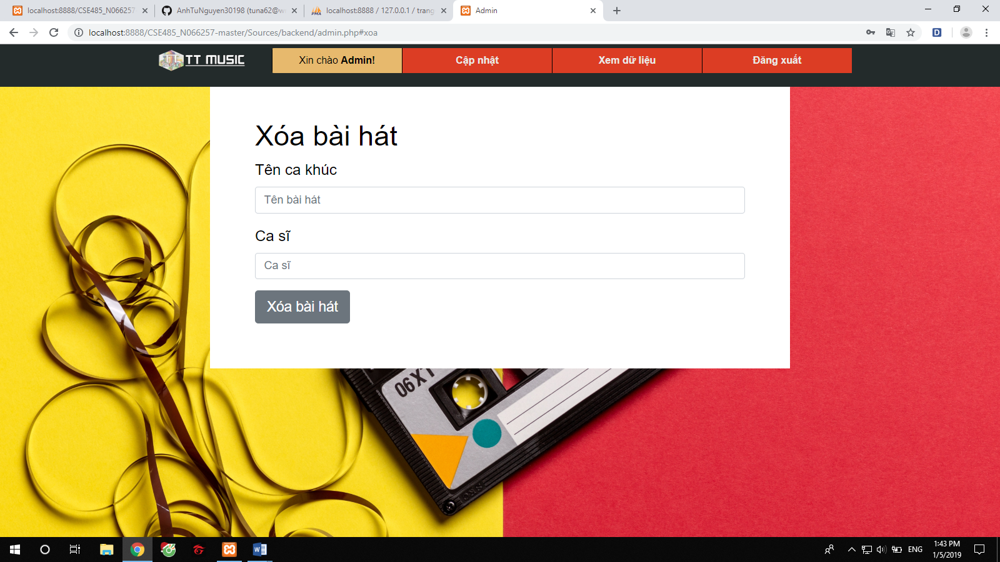 localhost:8888/CSE485_N066257
AnhTuNguyen30198 (tuna62@w
localhost:8888 / 127.0.0.1 / trang
Admin
localhost:8888/CSE485_N066257-master/Sources/backend/admin.php#xoa
TT MUSIC
Xin chào Admin!
Cập nhật
Xem dữ liệu
Đăng xuất
Xóa bài hát
Tên ca khúc
Tên bài hát
Ca sĩ
Ca sĩ
Xóa bài hát
ENG
1:43 PM
1/5/2019